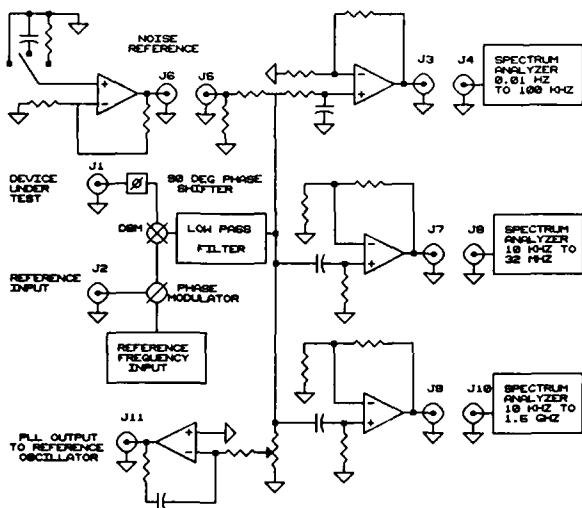 NOISE
REFERENCE
J6
J5
J3
J4
SPECTRUM
ANALYZER
0.01 HZ
TO 100 KHZ
DEVICE
UNDER
TEST
J1
90 DEG PHASE
SHIFTER
DBM
LOW PASS
FILTER
J7
J8
SPECTRUM
ANALYZER
10 KHZ TO
32 MHZ
REFERENCE
INPUT
J2
PHASE
MODULATOR
REFERENCE
FREQUENCY
INPUT
J9
J10
SPECTRUM
ANALYZER
10 KHZ TO
1.6 GHZ
J11
PLL OUTPUT
TO REFERENCE
OSCILLATOR